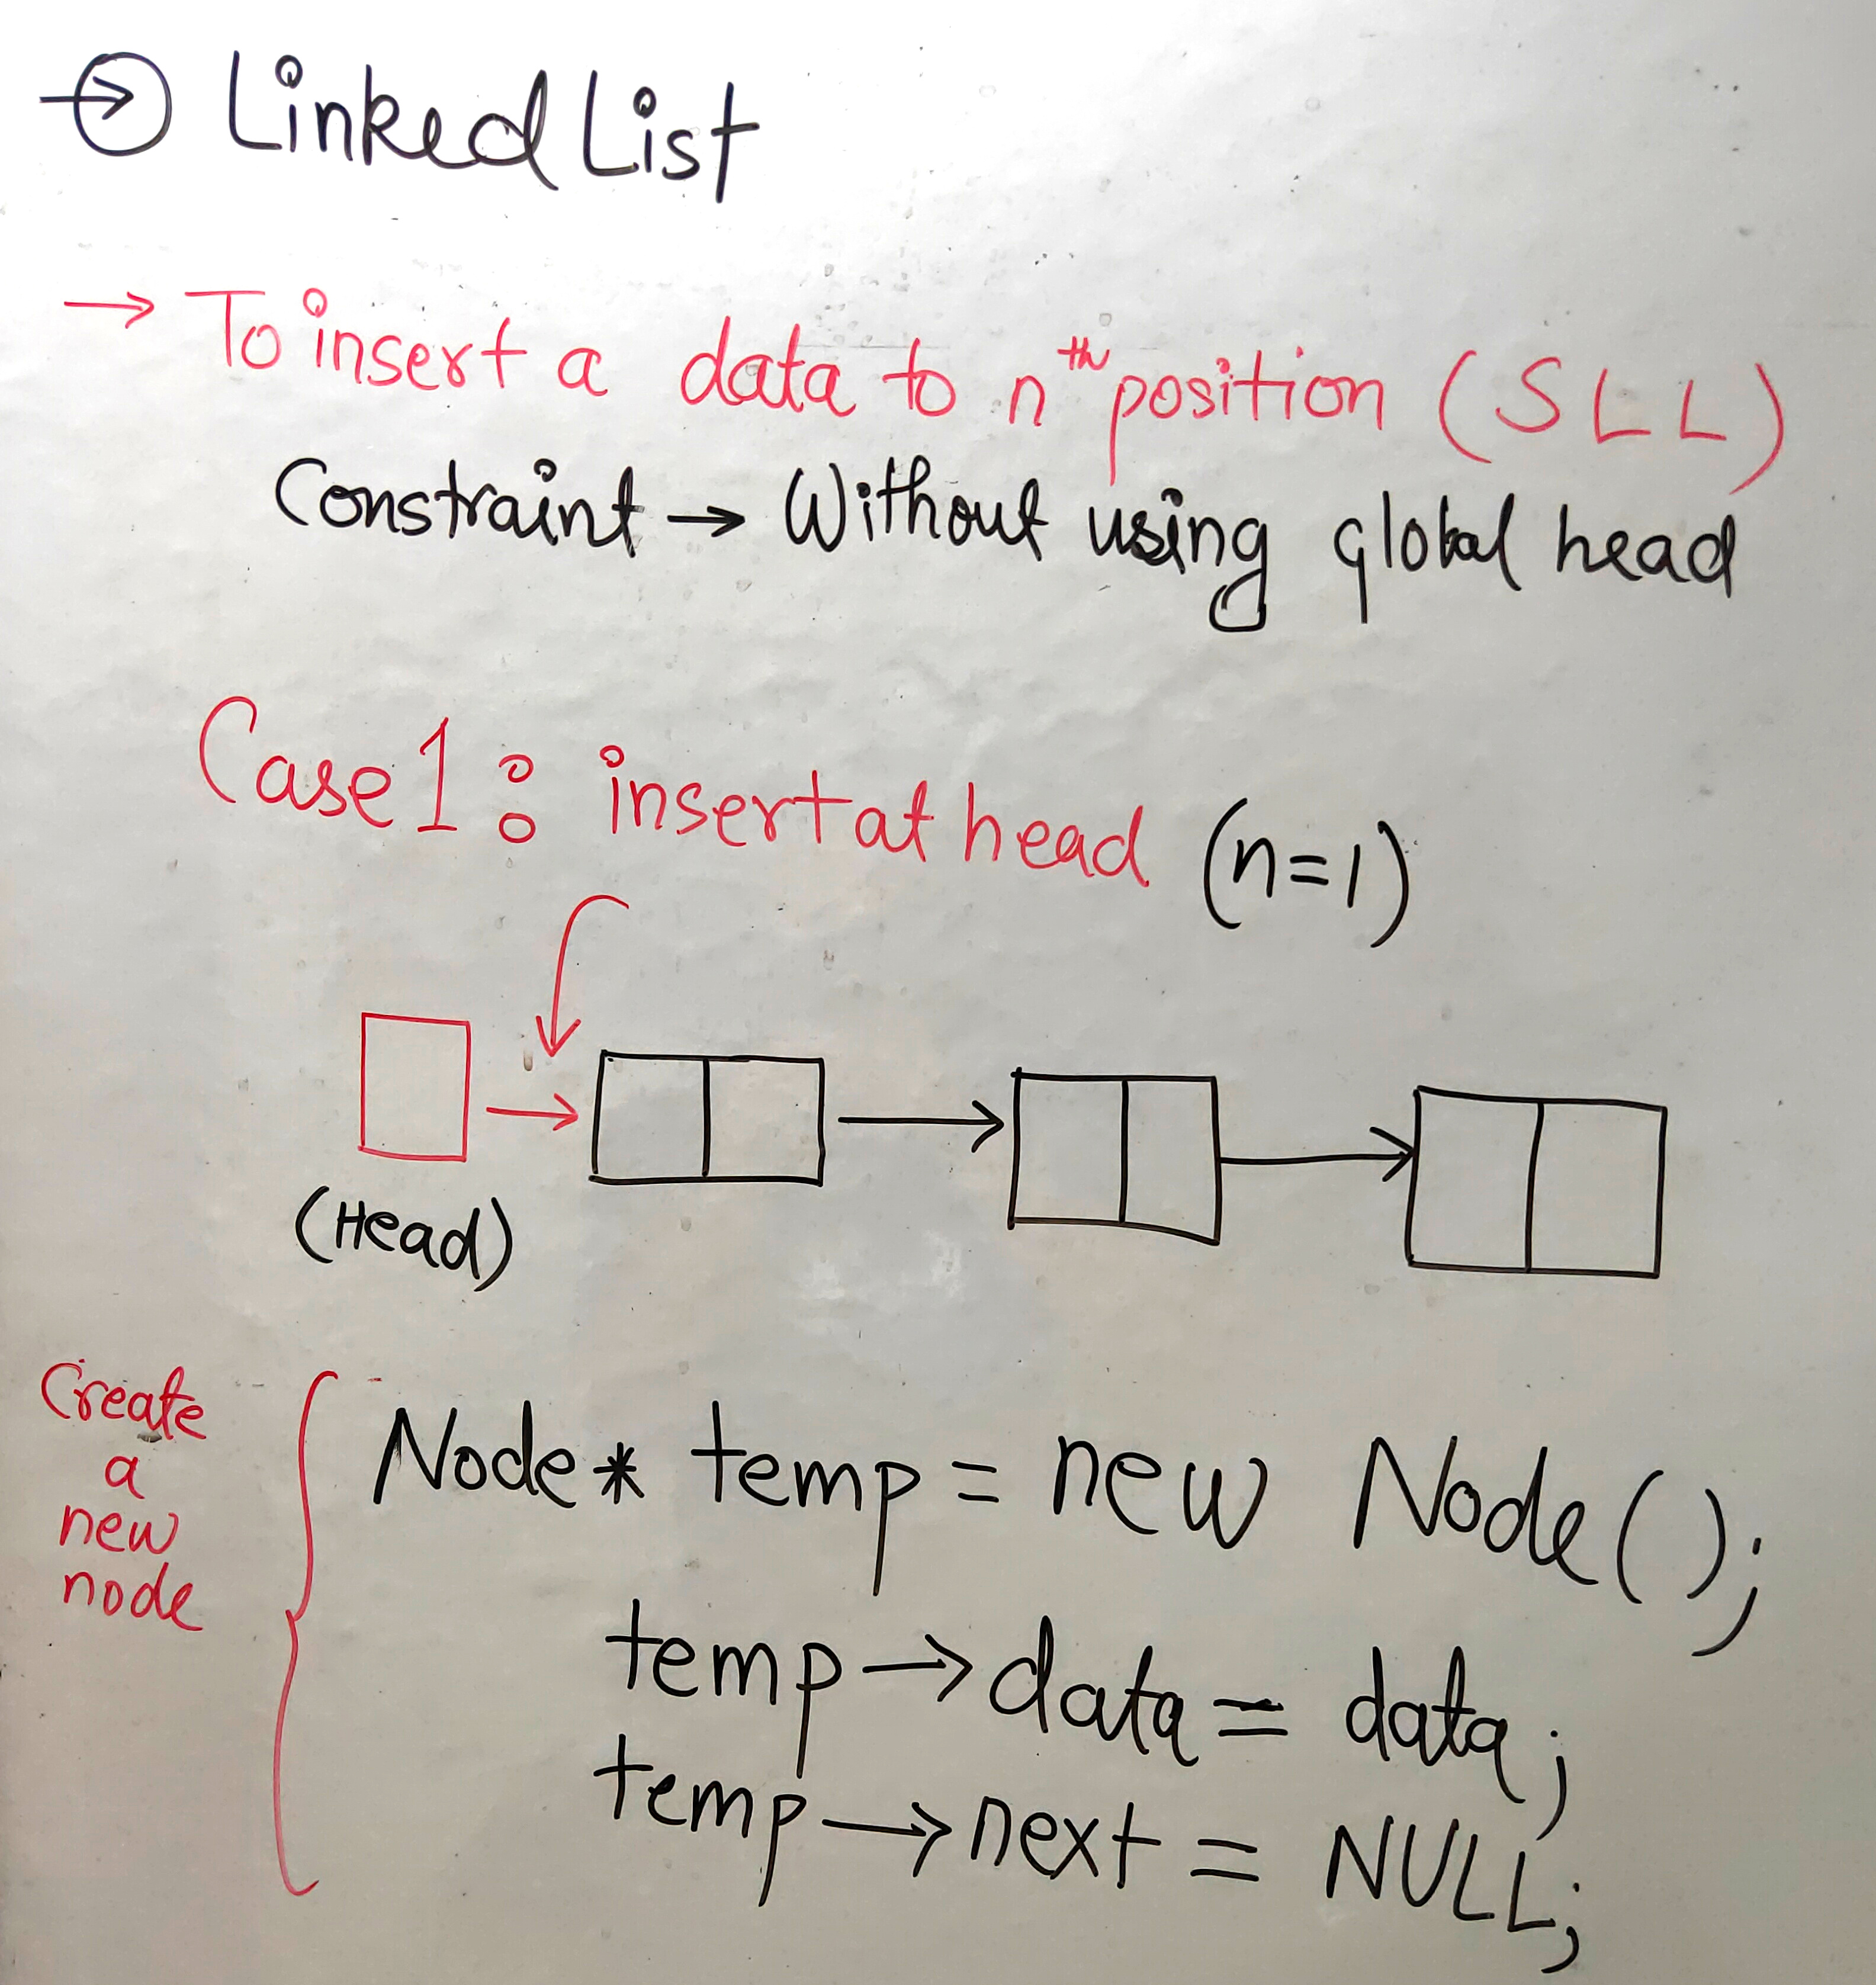 → Linked List
→ To insert a data to nᵗʰ position (SLL)
Constraint → Without using global head
Case 1 : insert at head (n=1)
(Head)
Create
a
new
node
Node* temp = new Node();
temp → data = data;
temp → next = NULL;